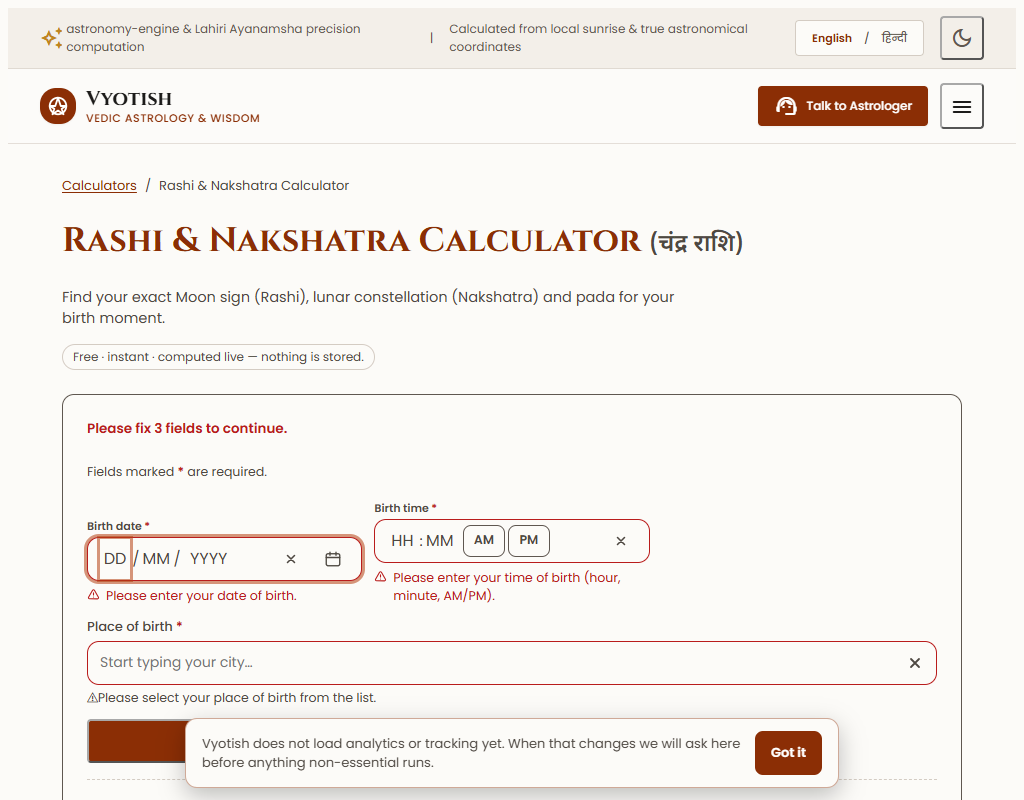 astronomy-engine & Lahiri Ayanamsha precision
computation
|
Calculated from local sunrise & true astronomical
coordinates
English / हिन्दी
Vyotish
VEDIC ASTROLOGY & WISDOM
Talk to Astrologer
Calculators / Rashi & Nakshatra Calculator
Rashi & Nakshatra Calculator (चंद्र राशि)
Find your exact Moon sign (Rashi), lunar constellation (Nakshatra) and pada for your
birth moment.
Free · instant · computed live — nothing is stored.
Please fix 3 fields to continue.
Fields marked * are required.
Birth date *
DD / MM / YYYY
Please enter your date of birth.
Birth time *
HH : MM AM PM
Please enter your time of birth (hour,
minute, AM/PM).
Place of birth *
Start typing your city…
Please select your place of birth from the list.
Vyotish does not load analytics or tracking yet. When that changes we will ask here
before anything non-essential runs.
Got it